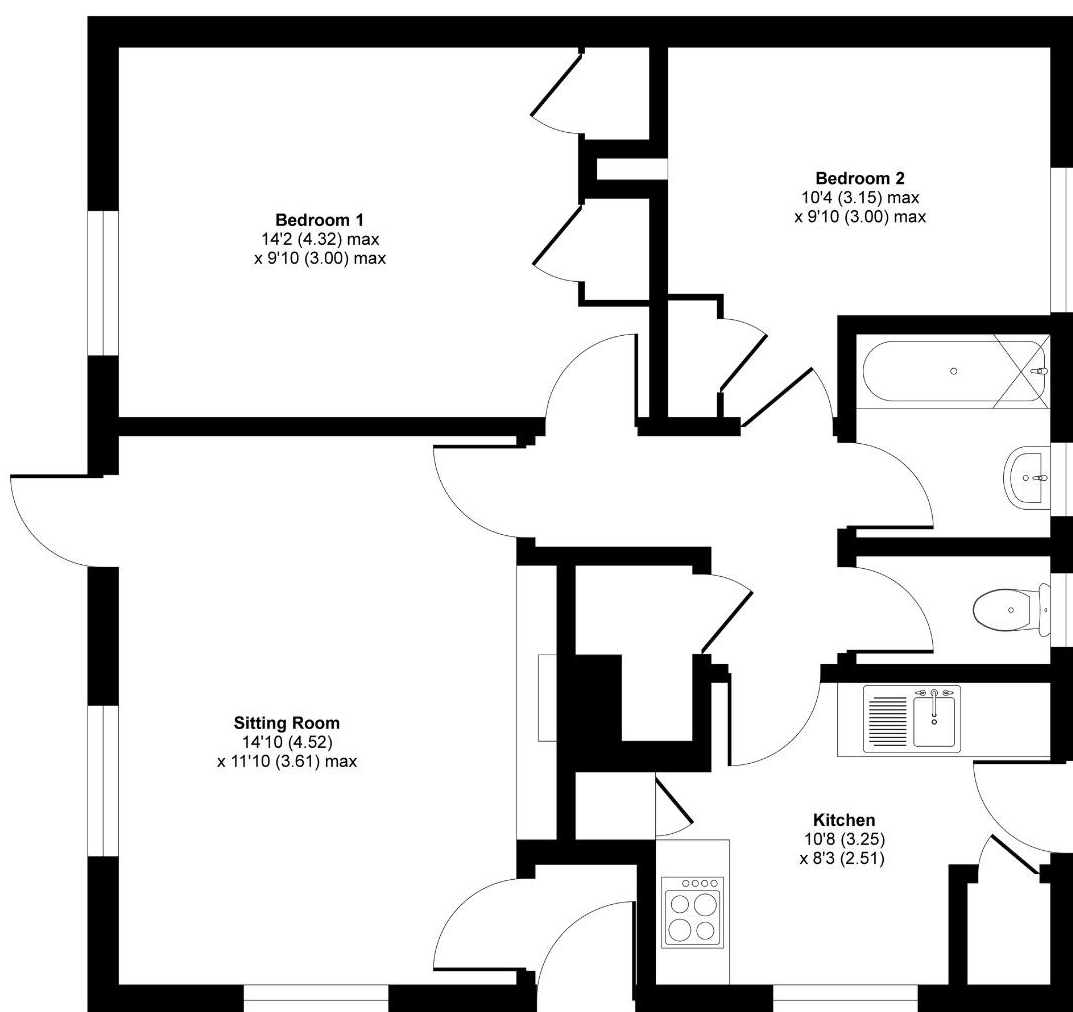 Bedroom 1
14'2 (4.32) max
x 9'10 (3.00) max
Bedroom 2
10'4 (3.15) max
x 9'10 (3.00) max
Sitting Room
14'10 (4.52)
x 11'10 (3.61) max
Kitchen
10'8 (3.25)
x 8'3 (2.51)